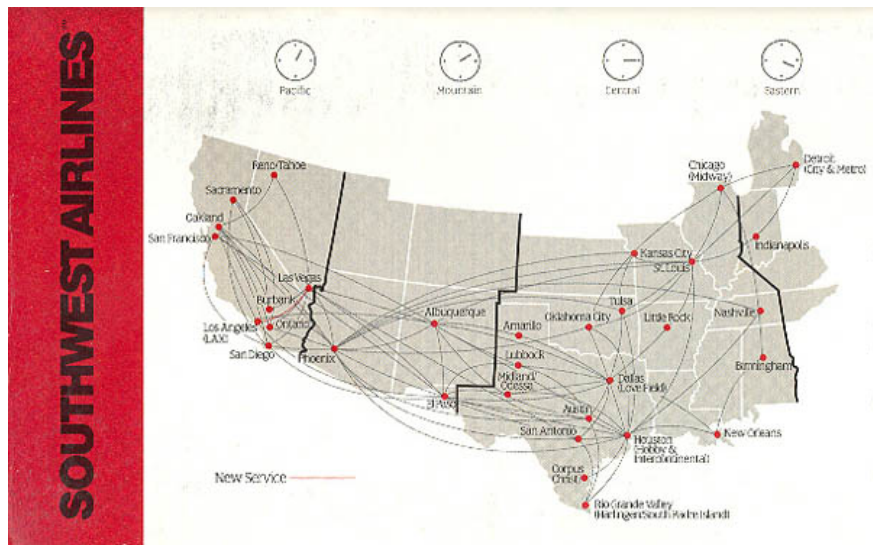 SOUTHWEST AIRLINES
Pacific
Mountain
Central
Eastern
Reno/Tahoe
Sacramento
Oakland
San Francisco
Las Vegas
Burbank
Los Angeles
(LAX)
Ontario
San Diego
Phoenix
Albuquerque
El Paso
Amarillo
Lubbock
Midland/
Odessa
Oklahoma City
Tulsa
Kansas City
St. Louis
Chicago
(Midway)
Detroit
(City & Metro)
Indianapolis
Little Rock
Nashville
Birmingham
Dallas
(Love Field)
Austin
San Antonio
Houston
(Hobby &
Intercontinental)
New Orleans
Corpus
Christi
Rio Grande Valley
(Harlingen/South Padre Island)
New Service